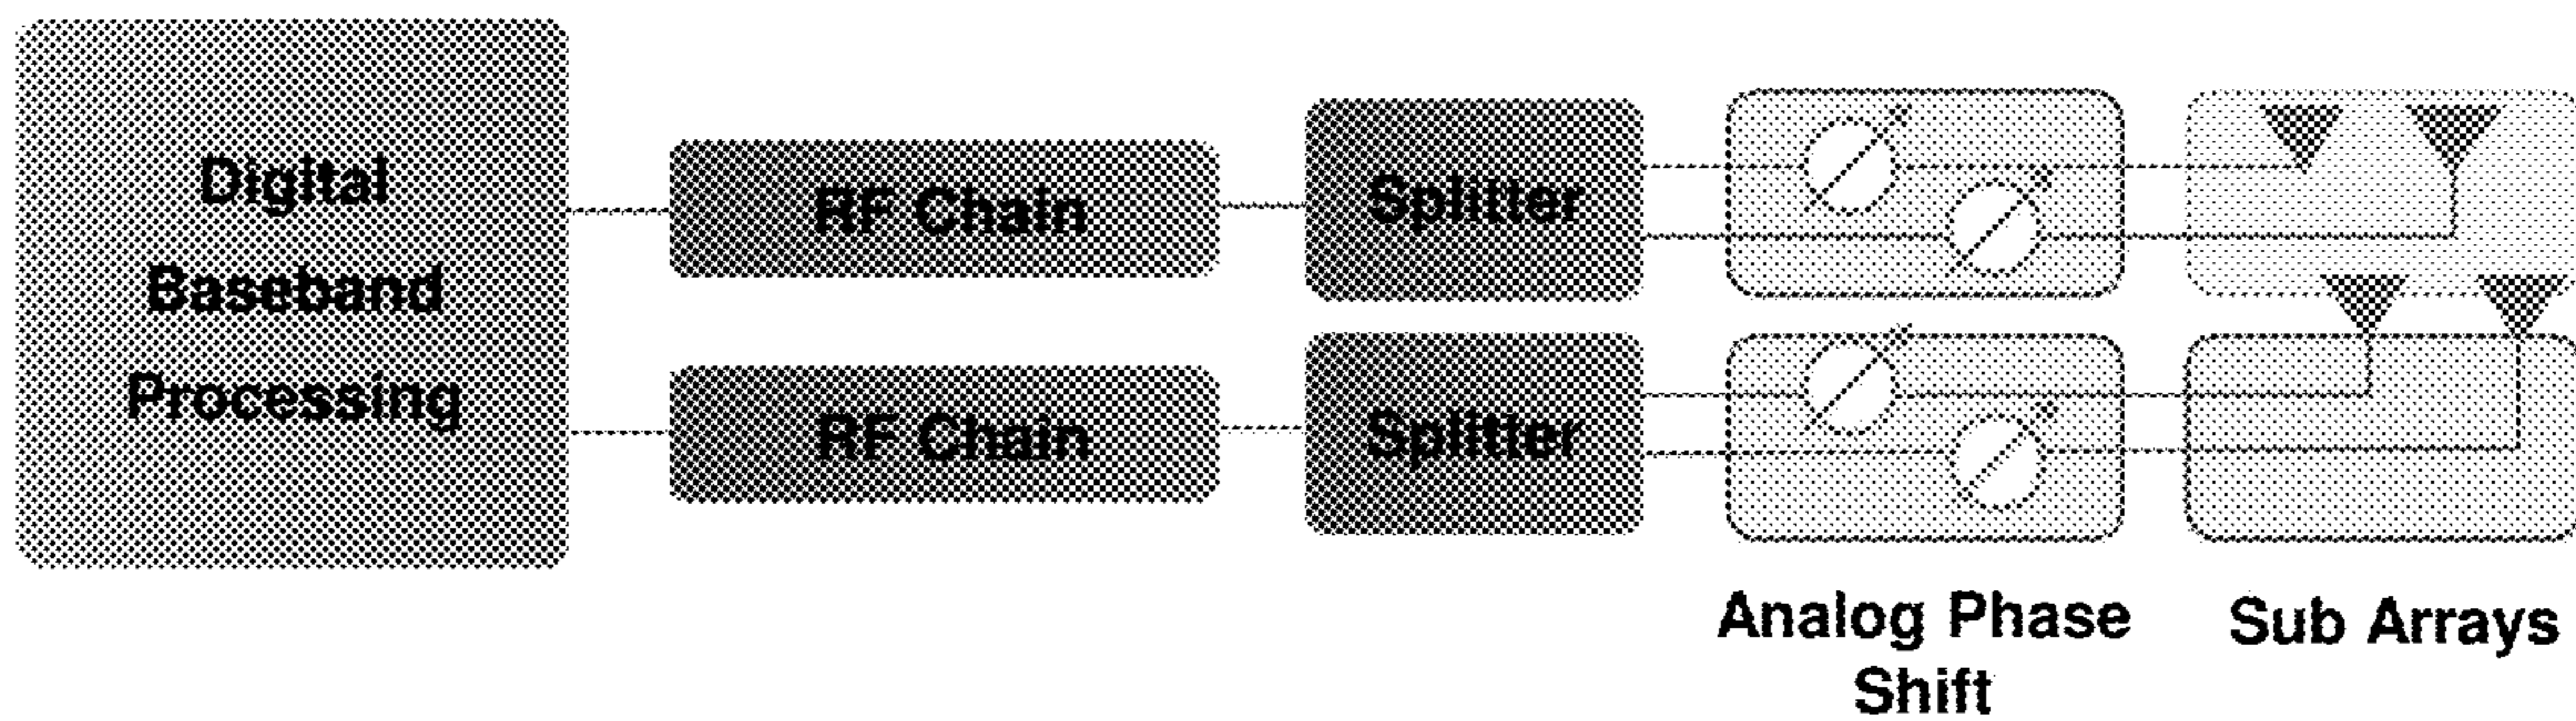 Digital
Baseband
Processing
RF Chain
Splitter
RF Chain
Splitter
Analog Phase
Shift
Sub Arrays